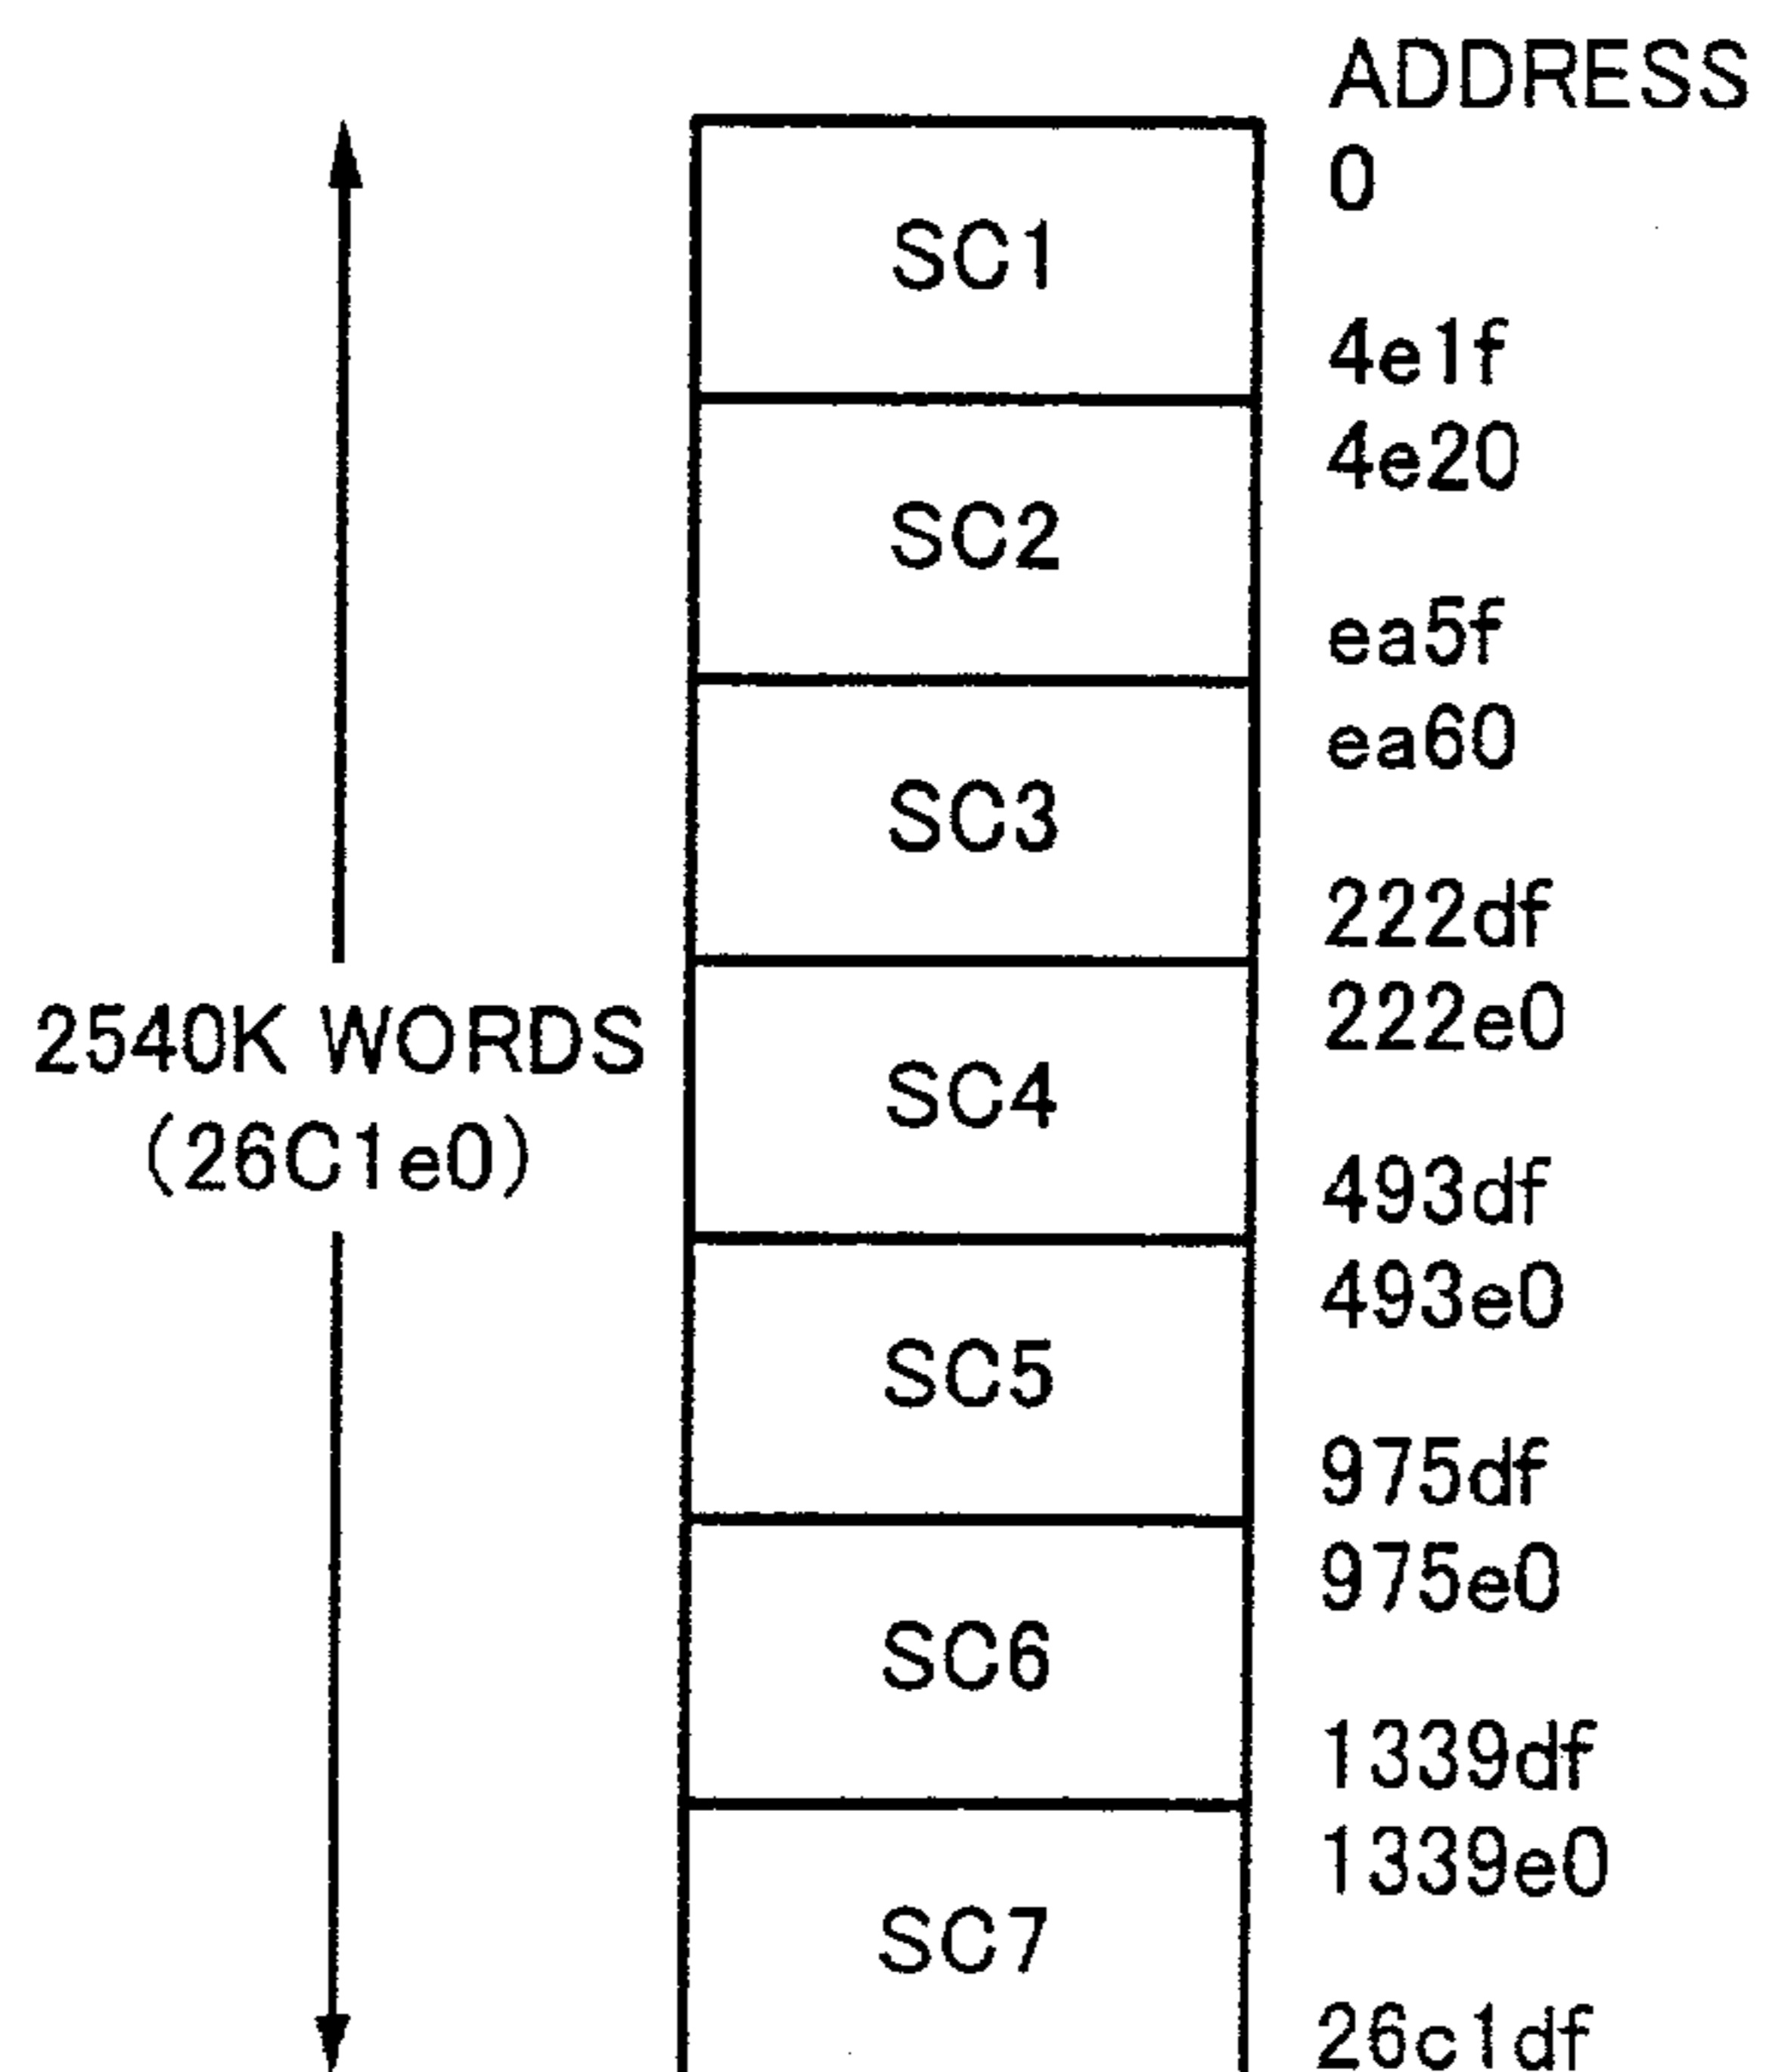 ADDRESS
0
SC1
4e1f
4e20
SC2
ea5f
ea60
SC3
222df
222e0
2540K WORDS
(26C1e0)
SC4
493df
493e0
SC5
975df
975e0
SC6
1339df
1339e0
SC7
26c1df